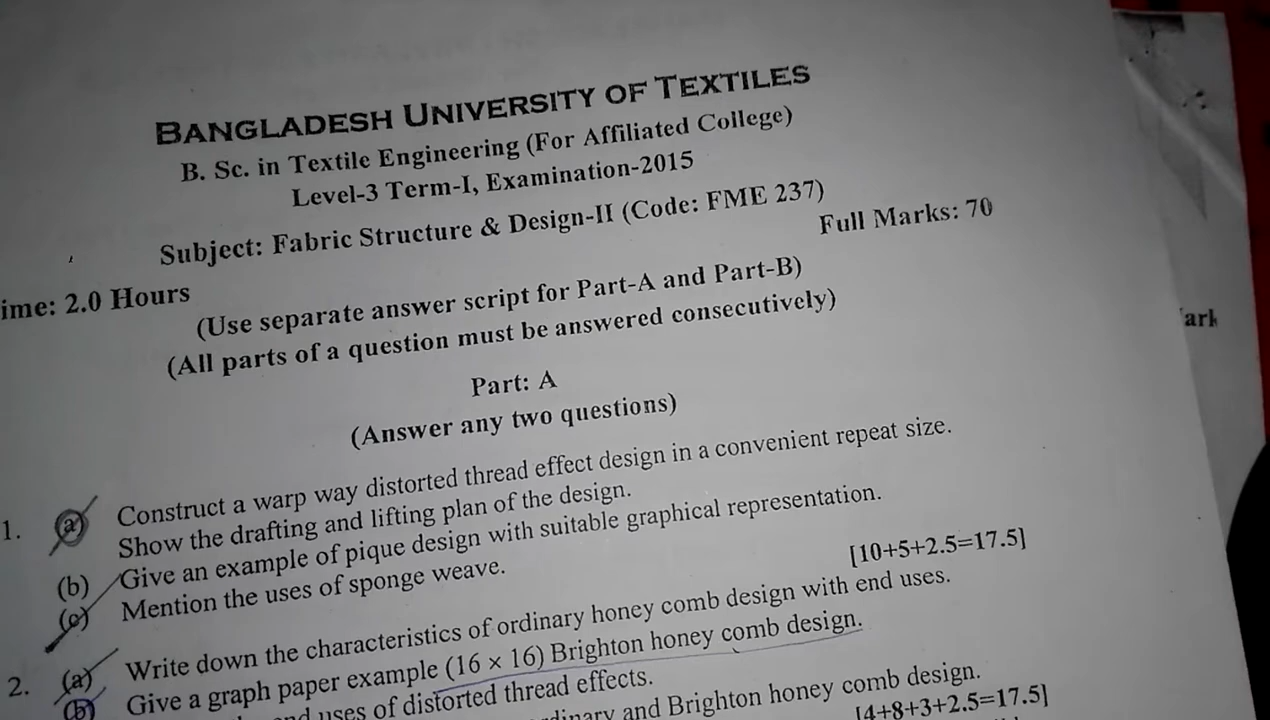 BANGLADESH UNIVERSITY OF TEXTILES
B. Sc. in Textile Engineering (For Affiliated College)
Level-3 Term-I, Examination-2015
Subject: Fabric Structure & Design-II (Code: FME 237)
ime: 2.0 Hours
Full Marks: 70
(Use separate answer script for Part-A and Part-B)
(All parts of a question must be answered consecutively)
Part: A
(Answer any two questions)
1. (a) Construct a warp way distorted thread effect design in a convenient repeat size.
Show the drafting and lifting plan of the design.
(b) Give an example of pique design with suitable graphical representation.
(c) Mention the uses of sponge weave.
[10+5+2.5=17.5]
2. (a) Write down the characteristics of ordinary honey comb design with end uses.
(b) Give a graph paper example (16 × 16) Brighton honey comb design.
end uses of distorted thread effects.
and Brighton honey comb design.
[4+8+3+2.5=17.5]